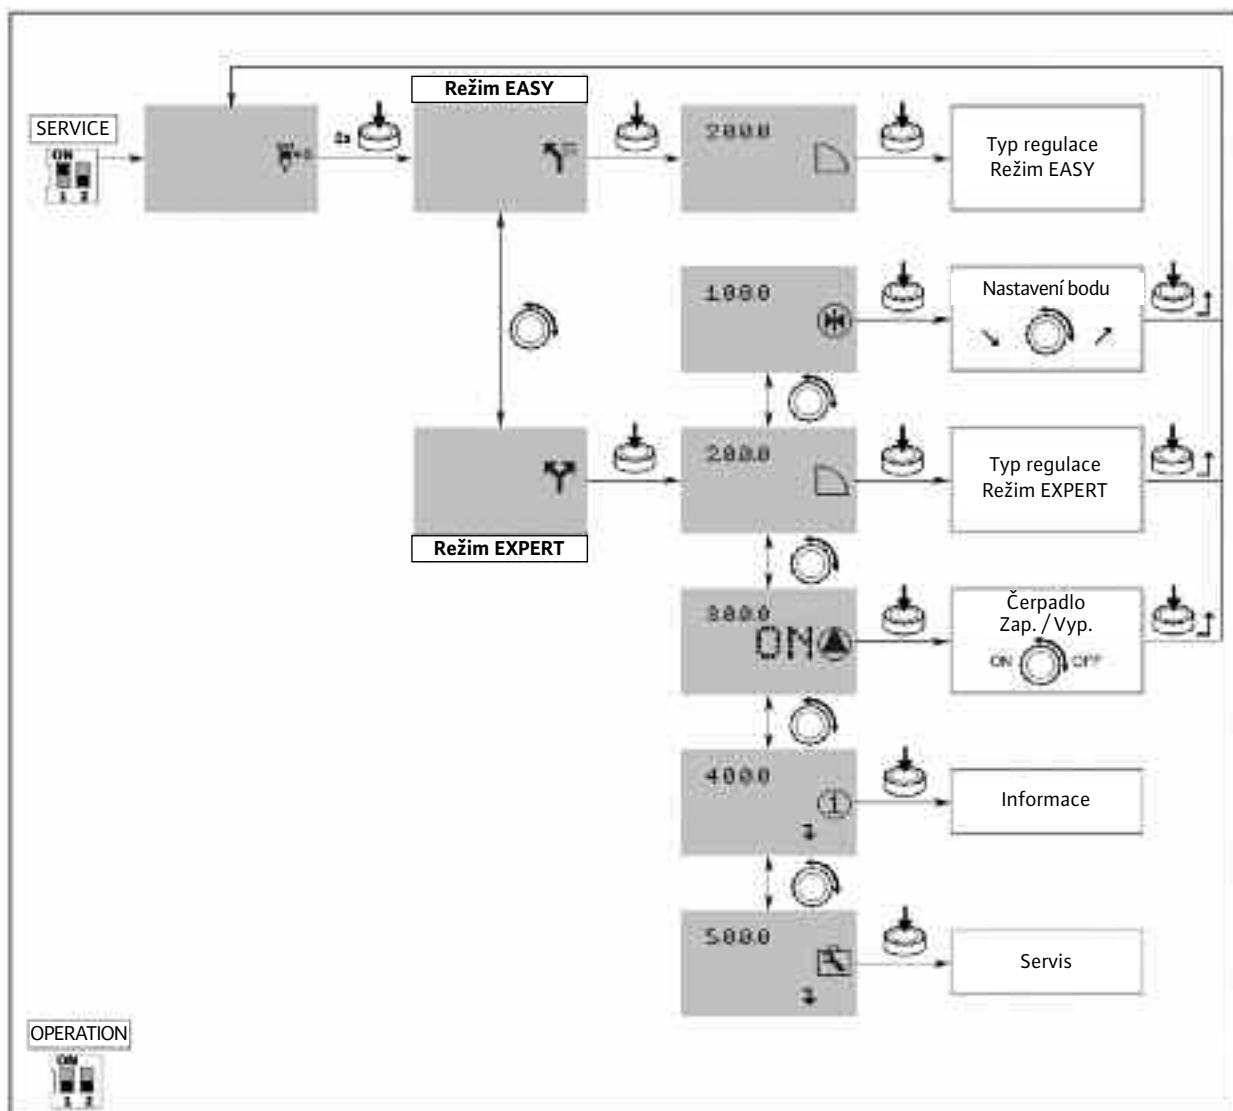 Režim EASY
SERVICE
ON
1 2
2000
Typ regulace
Režim EASY
1000
Nastavení bodu
2000
Typ regulace
Režim EXPERT
Režim EXPERT
3000
ON
Čerpadlo
Zap. / Vyp.
ON OFF
4000
Informace
5000
Servis
OPERATION
ON
1 2